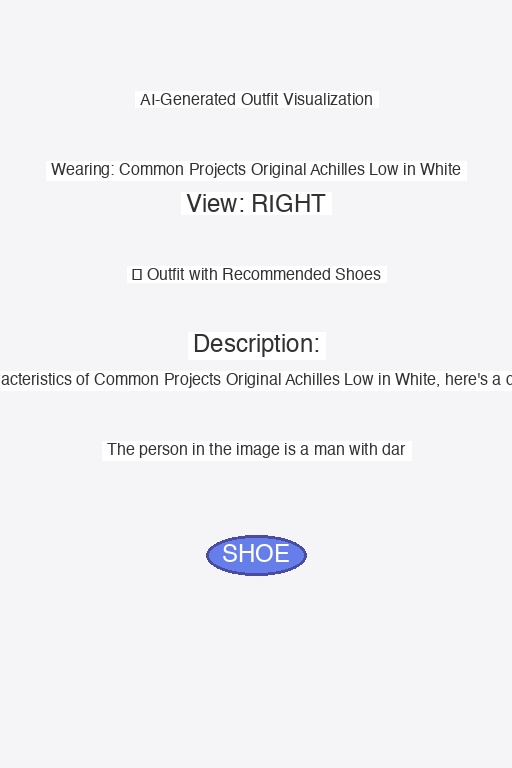 AI-Generated Outfit Visualization
Wearing: Common Projects Original Achilles Low in White
View: RIGHT
Outfit with Recommended Shoes
Description:
acteristics of Common Projects Original Achilles Low in White, here's a
The person in the image is a man with dar
SHOE